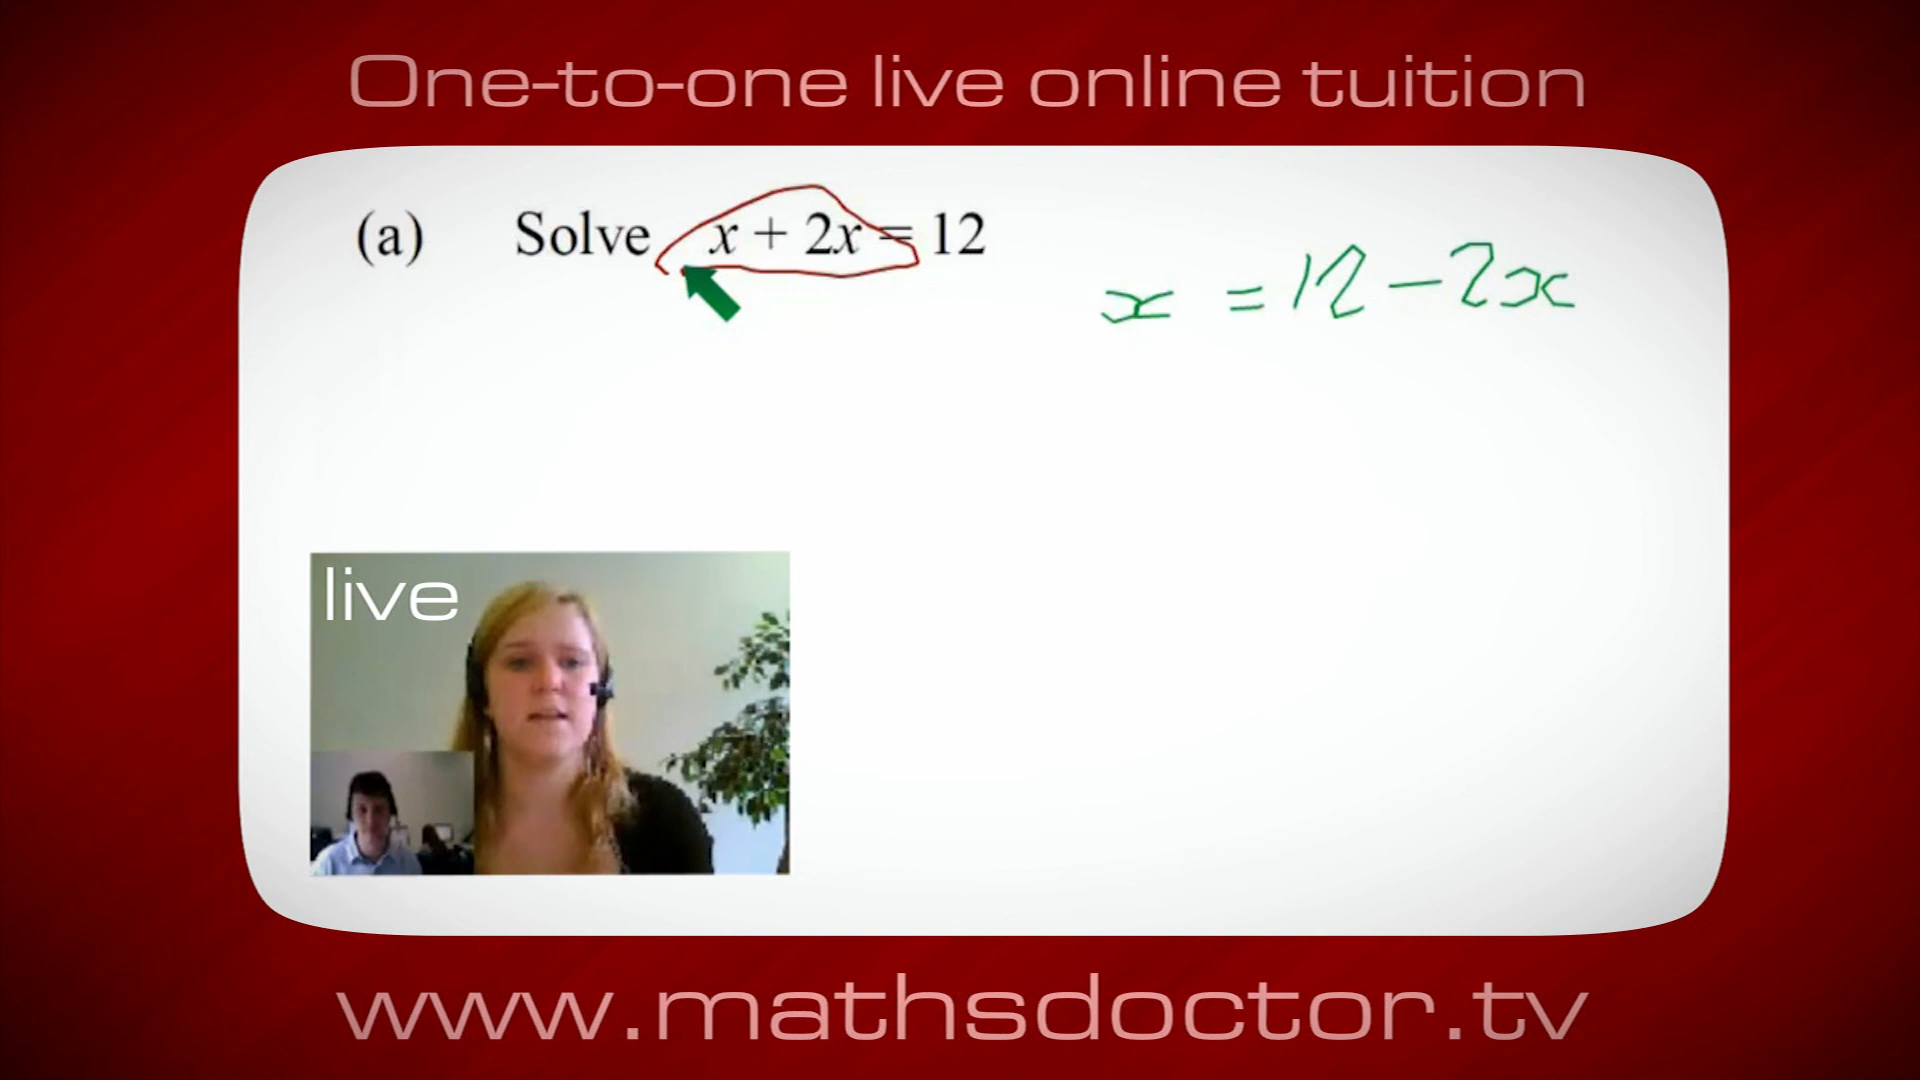 One-to-one live online tuition
(a) Solve x + 2x = 12
x = 12 - 2x
live
www.mathsdoctor.tv